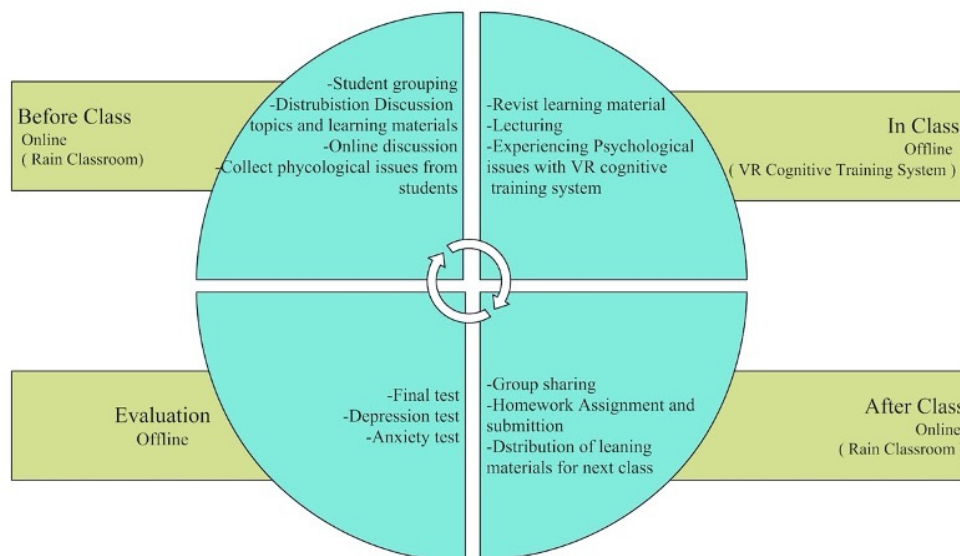 Before Class
Online
( Rain Classroom)
-Student grouping
-Distrubistion Discussion
topics and learning materials
-Online discussion
-Collect phycological issues from
students
-Revist learning material
-Lecturing
-Experiencing Psychological
issues with VR cognitive
training system
In Class
Offline
( VR Cognitive Training System )
Evaluation
Offline
-Final test
-Depression test
-Anxiety test
-Group sharing
-Homework Assignment and
submittion
-Dstribution of leaning
materials for next class
After Class
Online
( Rain Classroom